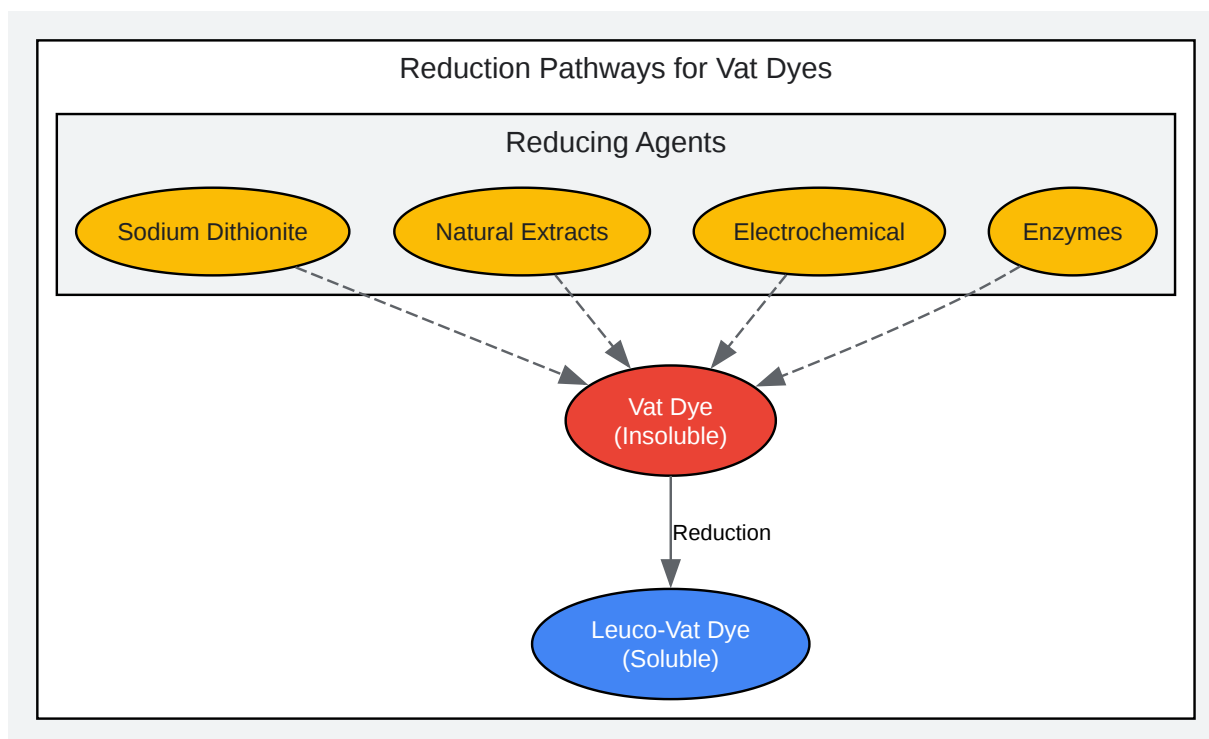 Reduction Pathways for Vat Dyes
Reducing Agents
Sodium Dithionite
Natural Extracts
Electrochemical
Enzymes
Vat Dye
(Insoluble)
Reduction
Leuco-Vat Dye
(Soluble)